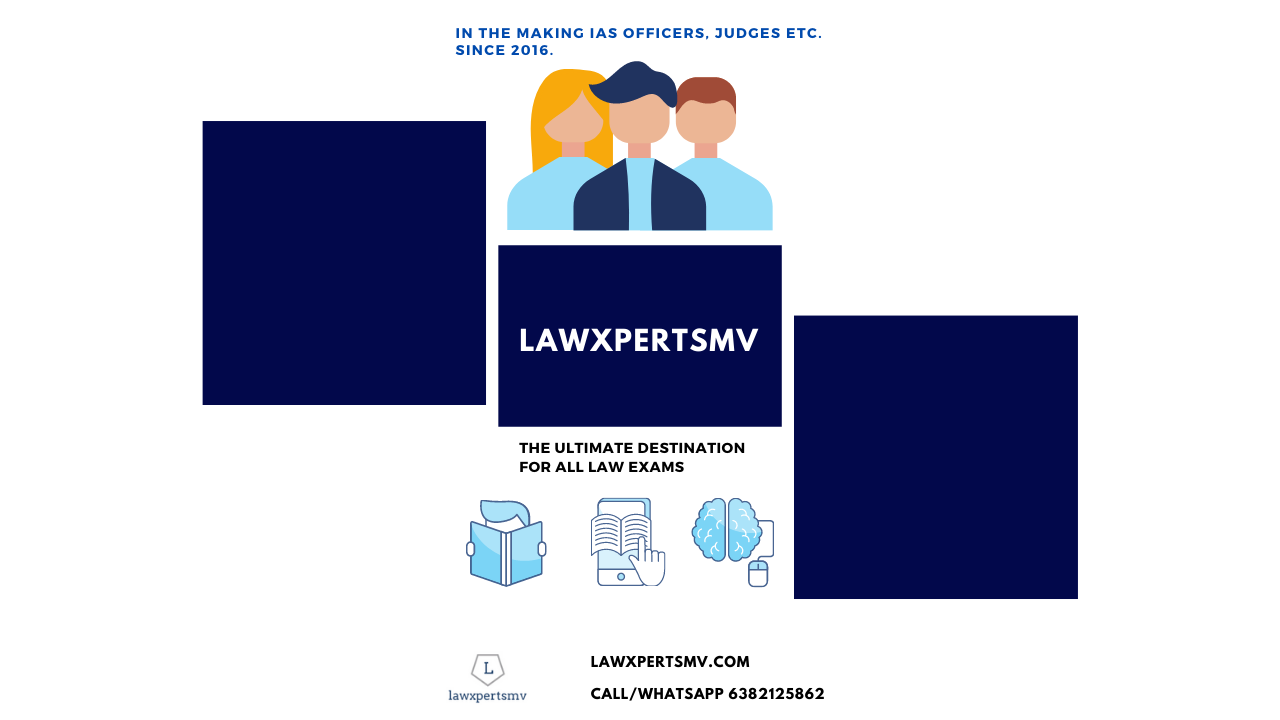 IN THE MAKING IAS OFFICERS, JUDGES ETC.
SINCE 2016.
LAWXPERTSMV
THE ULTIMATE DESTINATION
FOR ALL LAW EXAMS
L
lawxpertsmv
LAWXPERTSMV.COM
CALL/WHATSAPP 6382125862